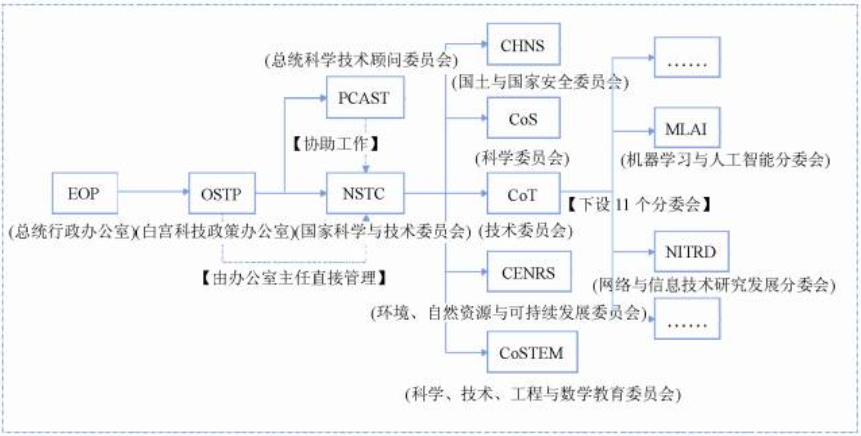 CHNS
(国土与国家安全委员会)
(总统科学技术顾问委员会)
PCAST
【协助工作】
CoS
(科学委员会)
……
MLAI
(机器学习与人工智能分委会)
EOP
(总统行政办公室)
OSTP
(白宫科技政策办公室)
NSTC
(国家科学与技术委员会)
CoT
(技术委员会)
【下设 11 个分委会】
【由办公室主任直接管理】
NITRD
(网络与信息技术研究发展分委会)
CENRS
(环境、自然资源与可持续发展委员会)
……
CoSTEM
(科学、技术、工程与数学教育委员会)